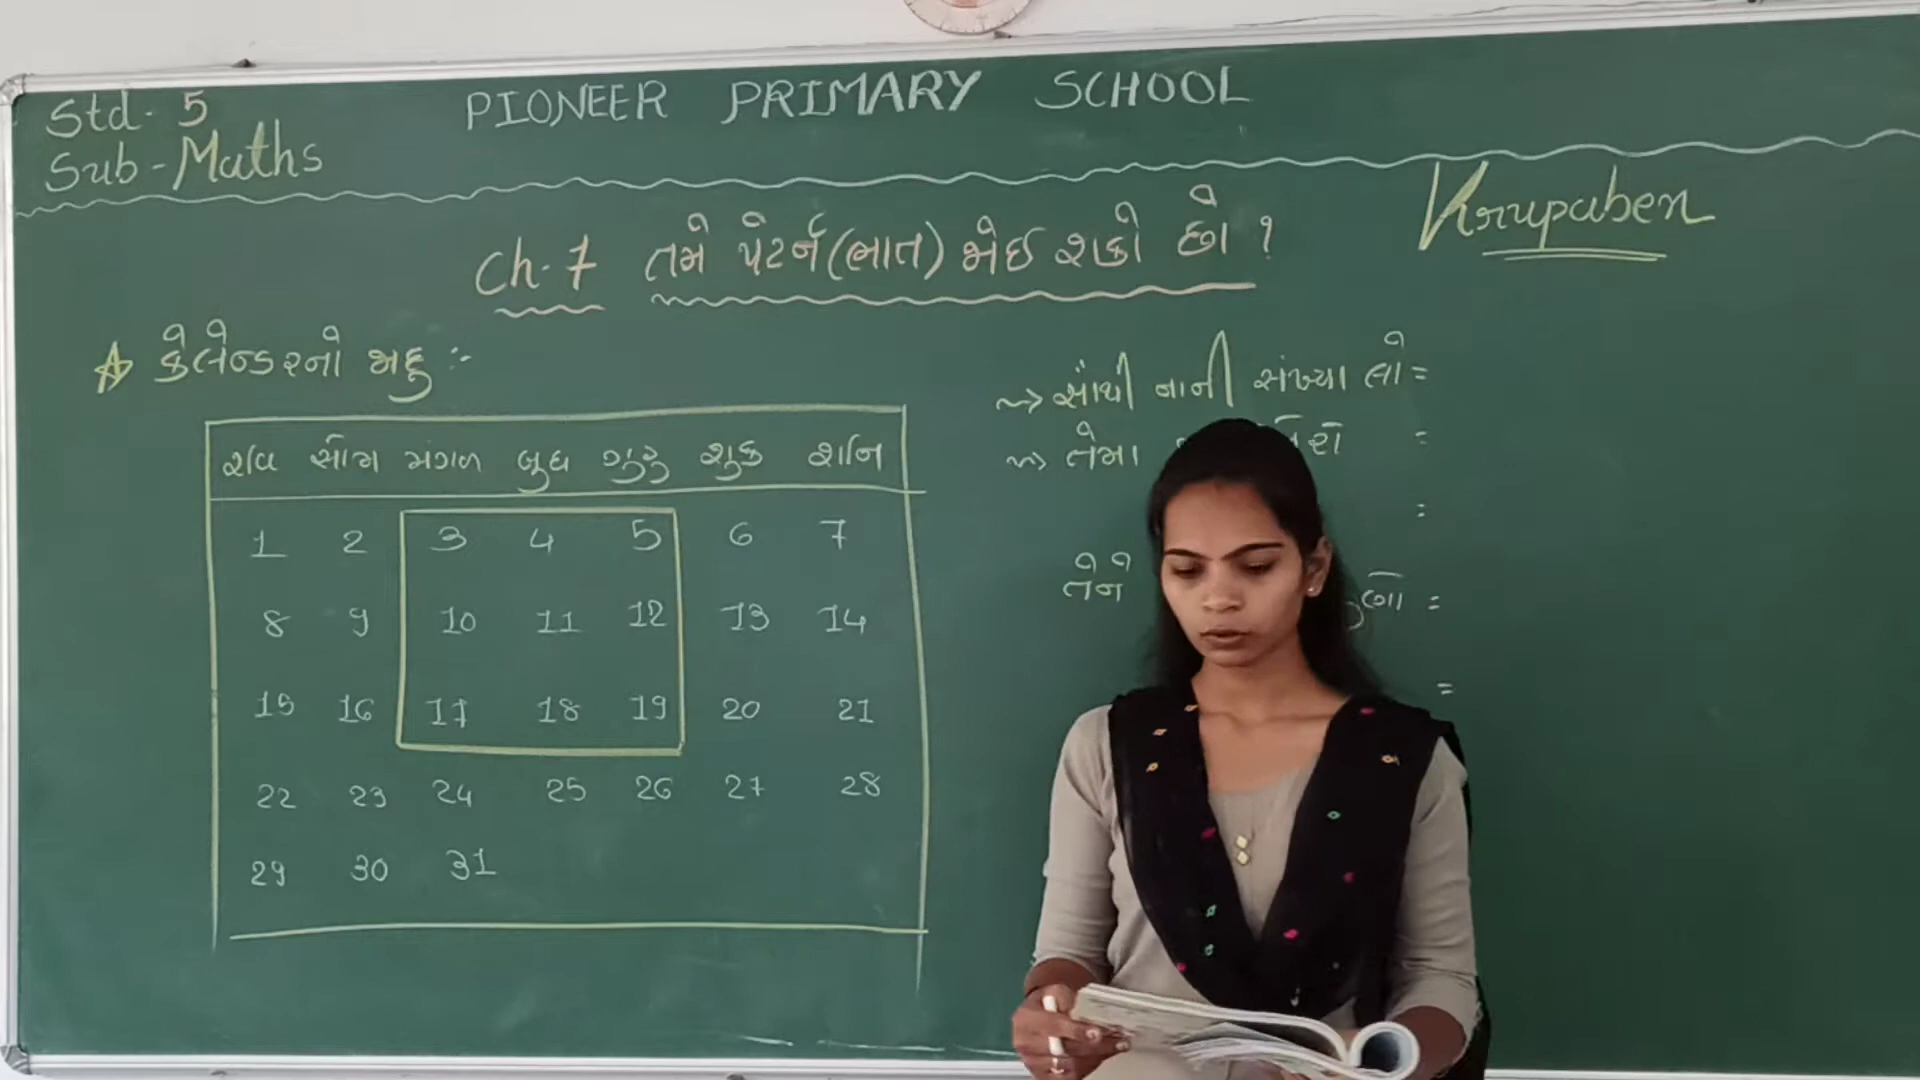 Std- 5
PIONEER PRIMARY SCHOOL
Sub-Maths
Krupaben
Ch-7 તમે પેટર્ન (ભાત) જોઈ શકો છો ?
☆ કેલેન્ડરનો જાદુ :-
રવિ સોમ મંગળ બુધ ગુરુ શુક્ર શનિ
1 2 3 4 5 6 7
8 9 10 11 12 13 14
15 16 17 18 19 20 21
22 23 24 25 26 27 28
29 30 31
~> સૌથી નાની સંખ્યા લો =
~> તેમા =
=
તેને =
=